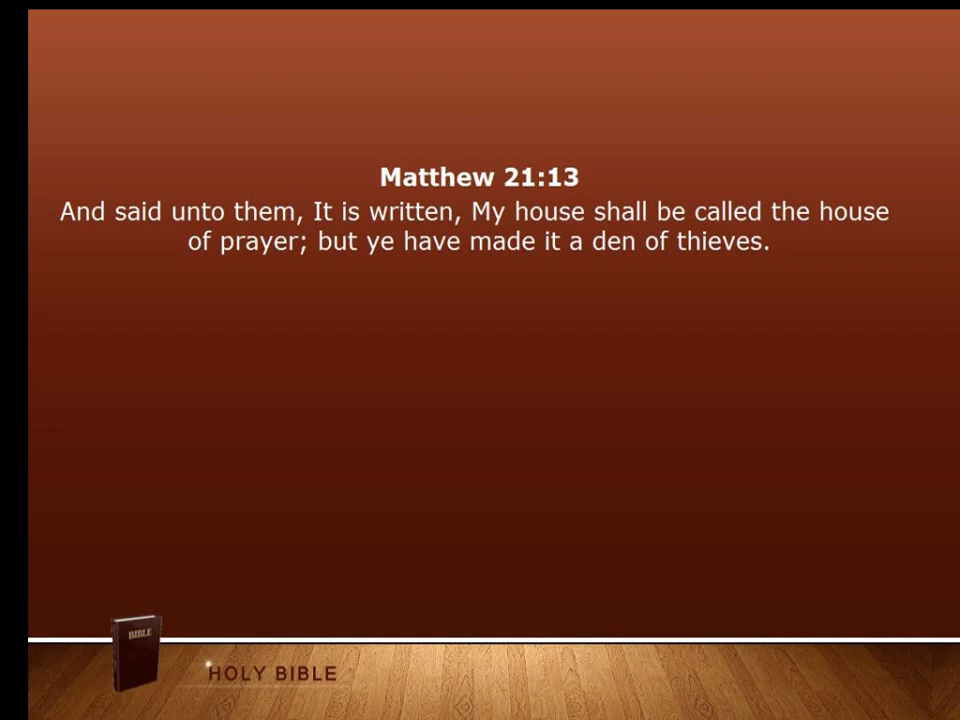 Matthew 21:13
And said unto them, It is written, My house shall be called the house
of prayer; but ye have made it a den of thieves.
BIBLE
HOLY BIBLE